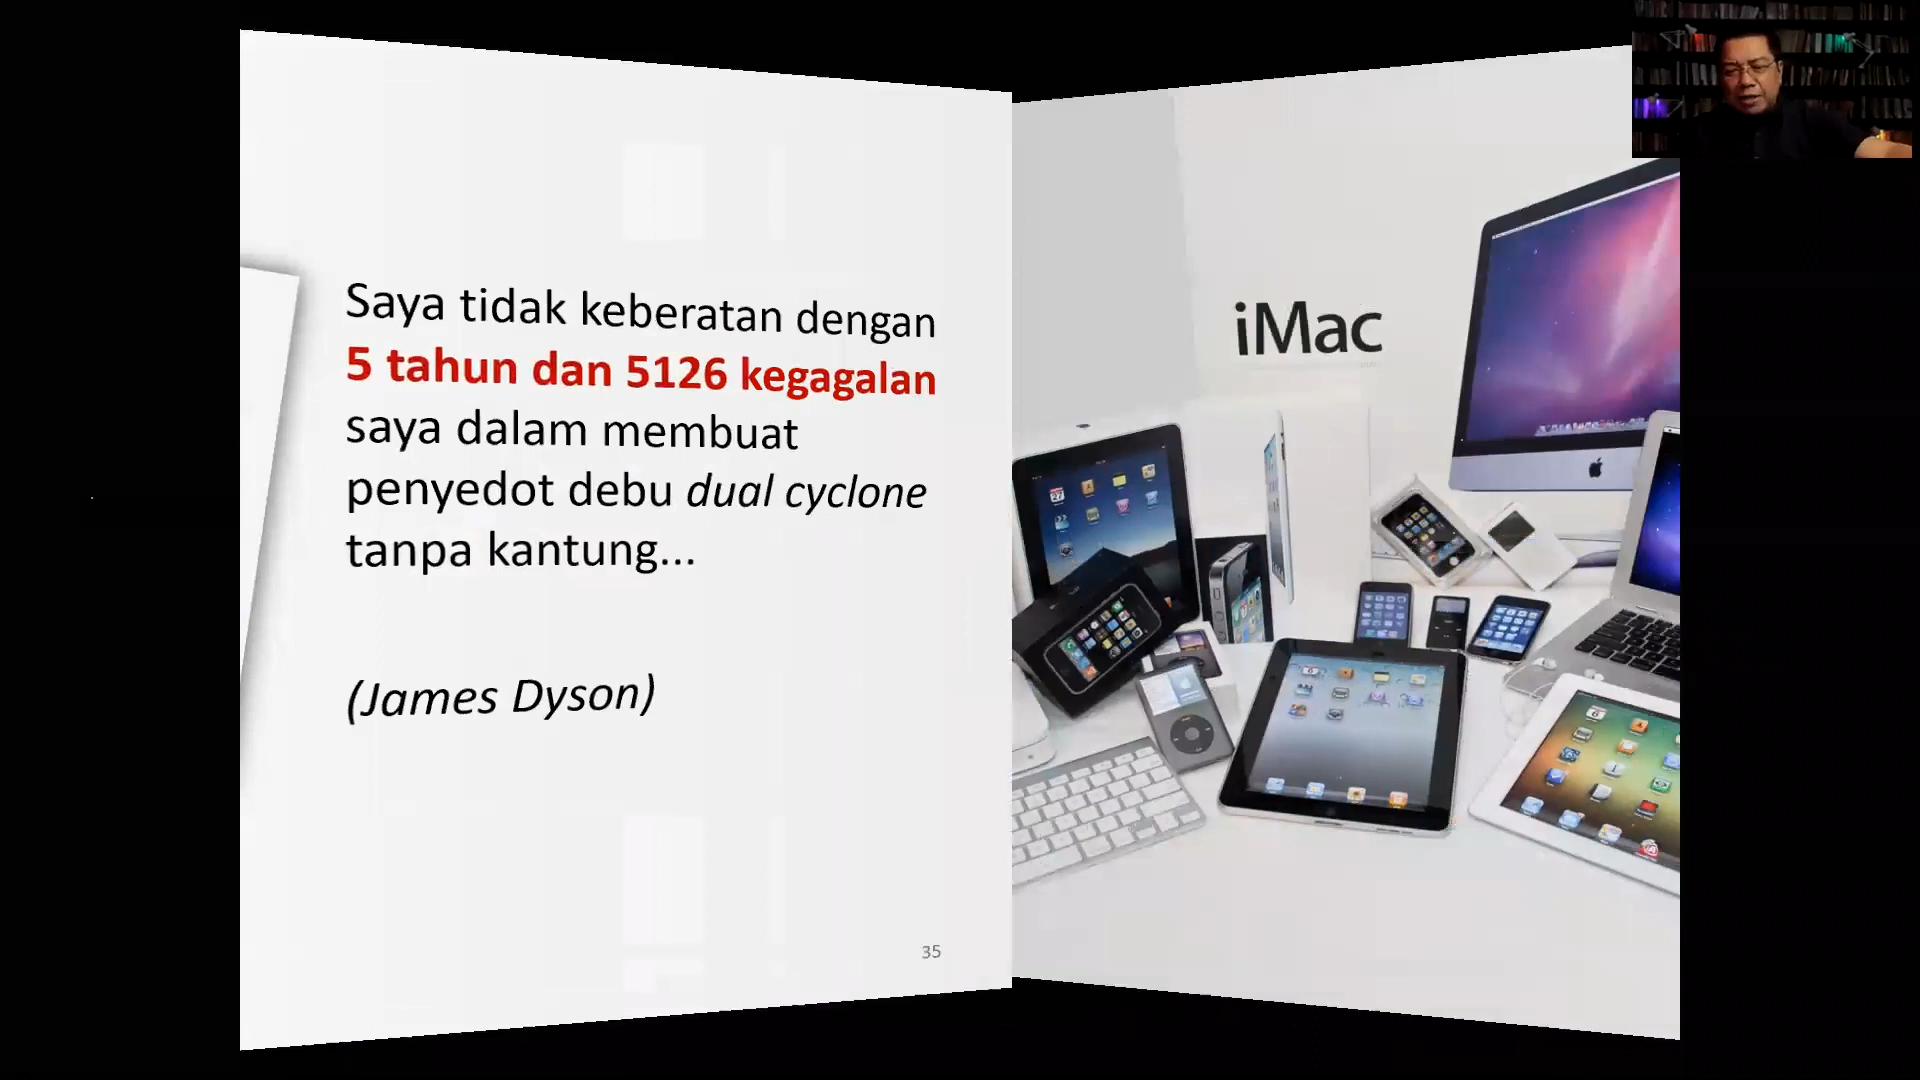 Saya tidak keberatan dengan
5 tahun dan 5126 kegagalan
saya dalam membuat
penyedot debu dual cyclone
tanpa kantung...
(James Dyson)
35
iMac